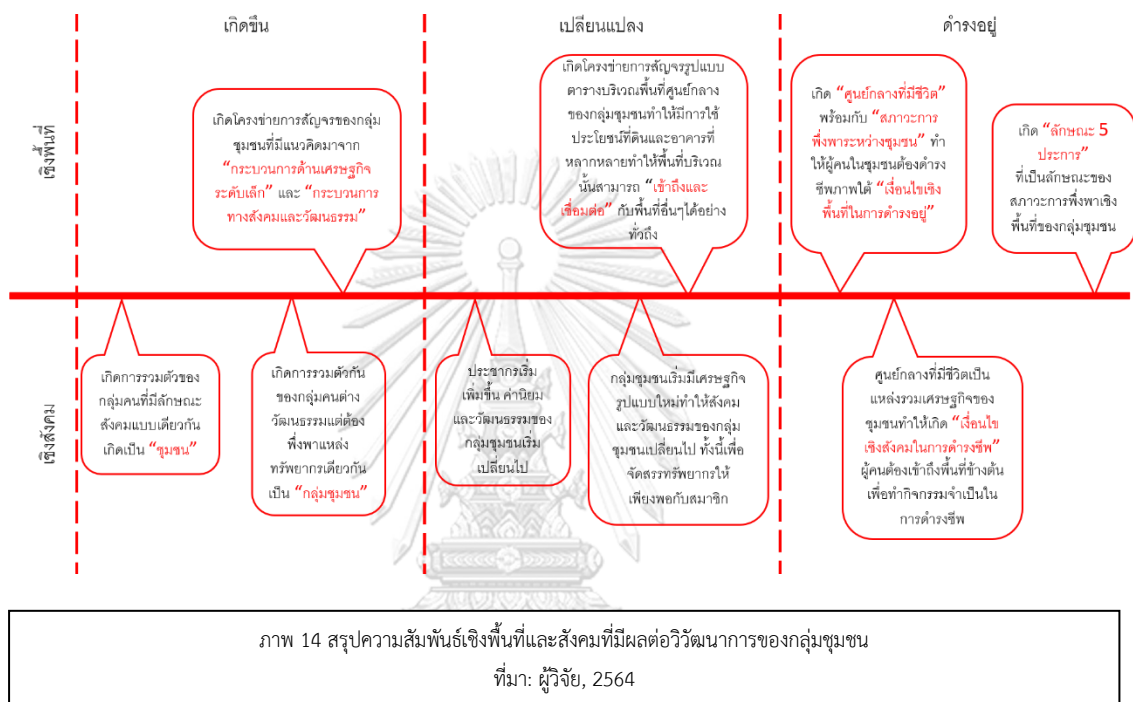 เกิดขึ้น
เปลี่ยนแปลง
ดำรงอยู่
เชิงพื้นที่
เกิดโครงข่ายการสัญจรของกลุ่ม
ชุมชนที่มีแนวคิดมาจาก
“กระบวนการด้านเศรษฐกิจ
ระดับเล็ก” และ “กระบวนการ
ทางสังคมและวัฒนธรรม”
เกิดโครงข่ายการสัญจรรูปแบบ
ตารางบริเวณพื้นที่ศูนย์กลาง
ของกลุ่มชุมชนทำให้มีการใช้
ประโยชน์ที่ดินและอาคารที่
หลากหลายทำให้พื้นที่บริเวณ
นั้นสามารถ “เข้าถึงและ
เชื่อมต่อ” กับพื้นที่อื่นๆได้อย่าง
ทั่วถึง
เกิด “ศูนย์กลางที่มีชีวิต”
พร้อมกับ “สภาวะการ
พึ่งพาระหว่างชุมชน” ทำ
ให้ผู้คนในชุมชนต้องดำรง
ชีพภาพใต้ “เงื่อนไขเชิง
พื้นที่ในการดำรงอยู่”
เกิด “ลักษณะ 5
ประการ”
ที่เป็นลักษณะของ
สภาวะการพึ่งพาเชิง
พื้นที่ของกลุ่มชุมชน
เชิงสังคม
เกิดการรวมตัวของ
กลุ่มคนที่มีลักษณะ
สังคมแบบเดียวกัน
เกิดเป็น “ชุมชน”
เกิดการรวมตัวกัน
ของกลุ่มคนต่าง
วัฒนธรรมแต่ต้อง
พึ่งพาแหล่ง
ทรัพยากรเดียวกัน
เป็น “กลุ่มชุมชน”
ประชากรเริ่ม
เพิ่มขึ้น ค่านิยม
และวัฒนธรรมของ
กลุ่มชุมชนเริ่ม
เปลี่ยนไป
กลุ่มชุมชนเริ่มมีเศรษฐกิจ
รูปแบบใหม่ทำให้สังคม
และวัฒนธรรมของกลุ่ม
ชุมชนเปลี่ยนไป ทั้งนี้เพื่อ
จัดสรรทรัพยากรให้
เพียงพอกับสมาชิก
ศูนย์กลางที่มีชีวิตเป็น
แหล่งรวมเศรษฐกิจของ
ชุมชนทำให้เกิด “เงื่อนไข
เชิงสังคมในการดำรงชีพ”
ผู้คนต้องเข้าถึงพื้นที่ข้างต้น
เพื่อทำกิจกรรมจำเป็นใน
การดำรงชีพ
ภาพ 14 สรุปความสัมพันธ์เชิงพื้นที่และสังคมที่มีผลต่อวิวัฒนาการของกลุ่มชุมชน
ที่มา: ผู้วิจัย, 2564